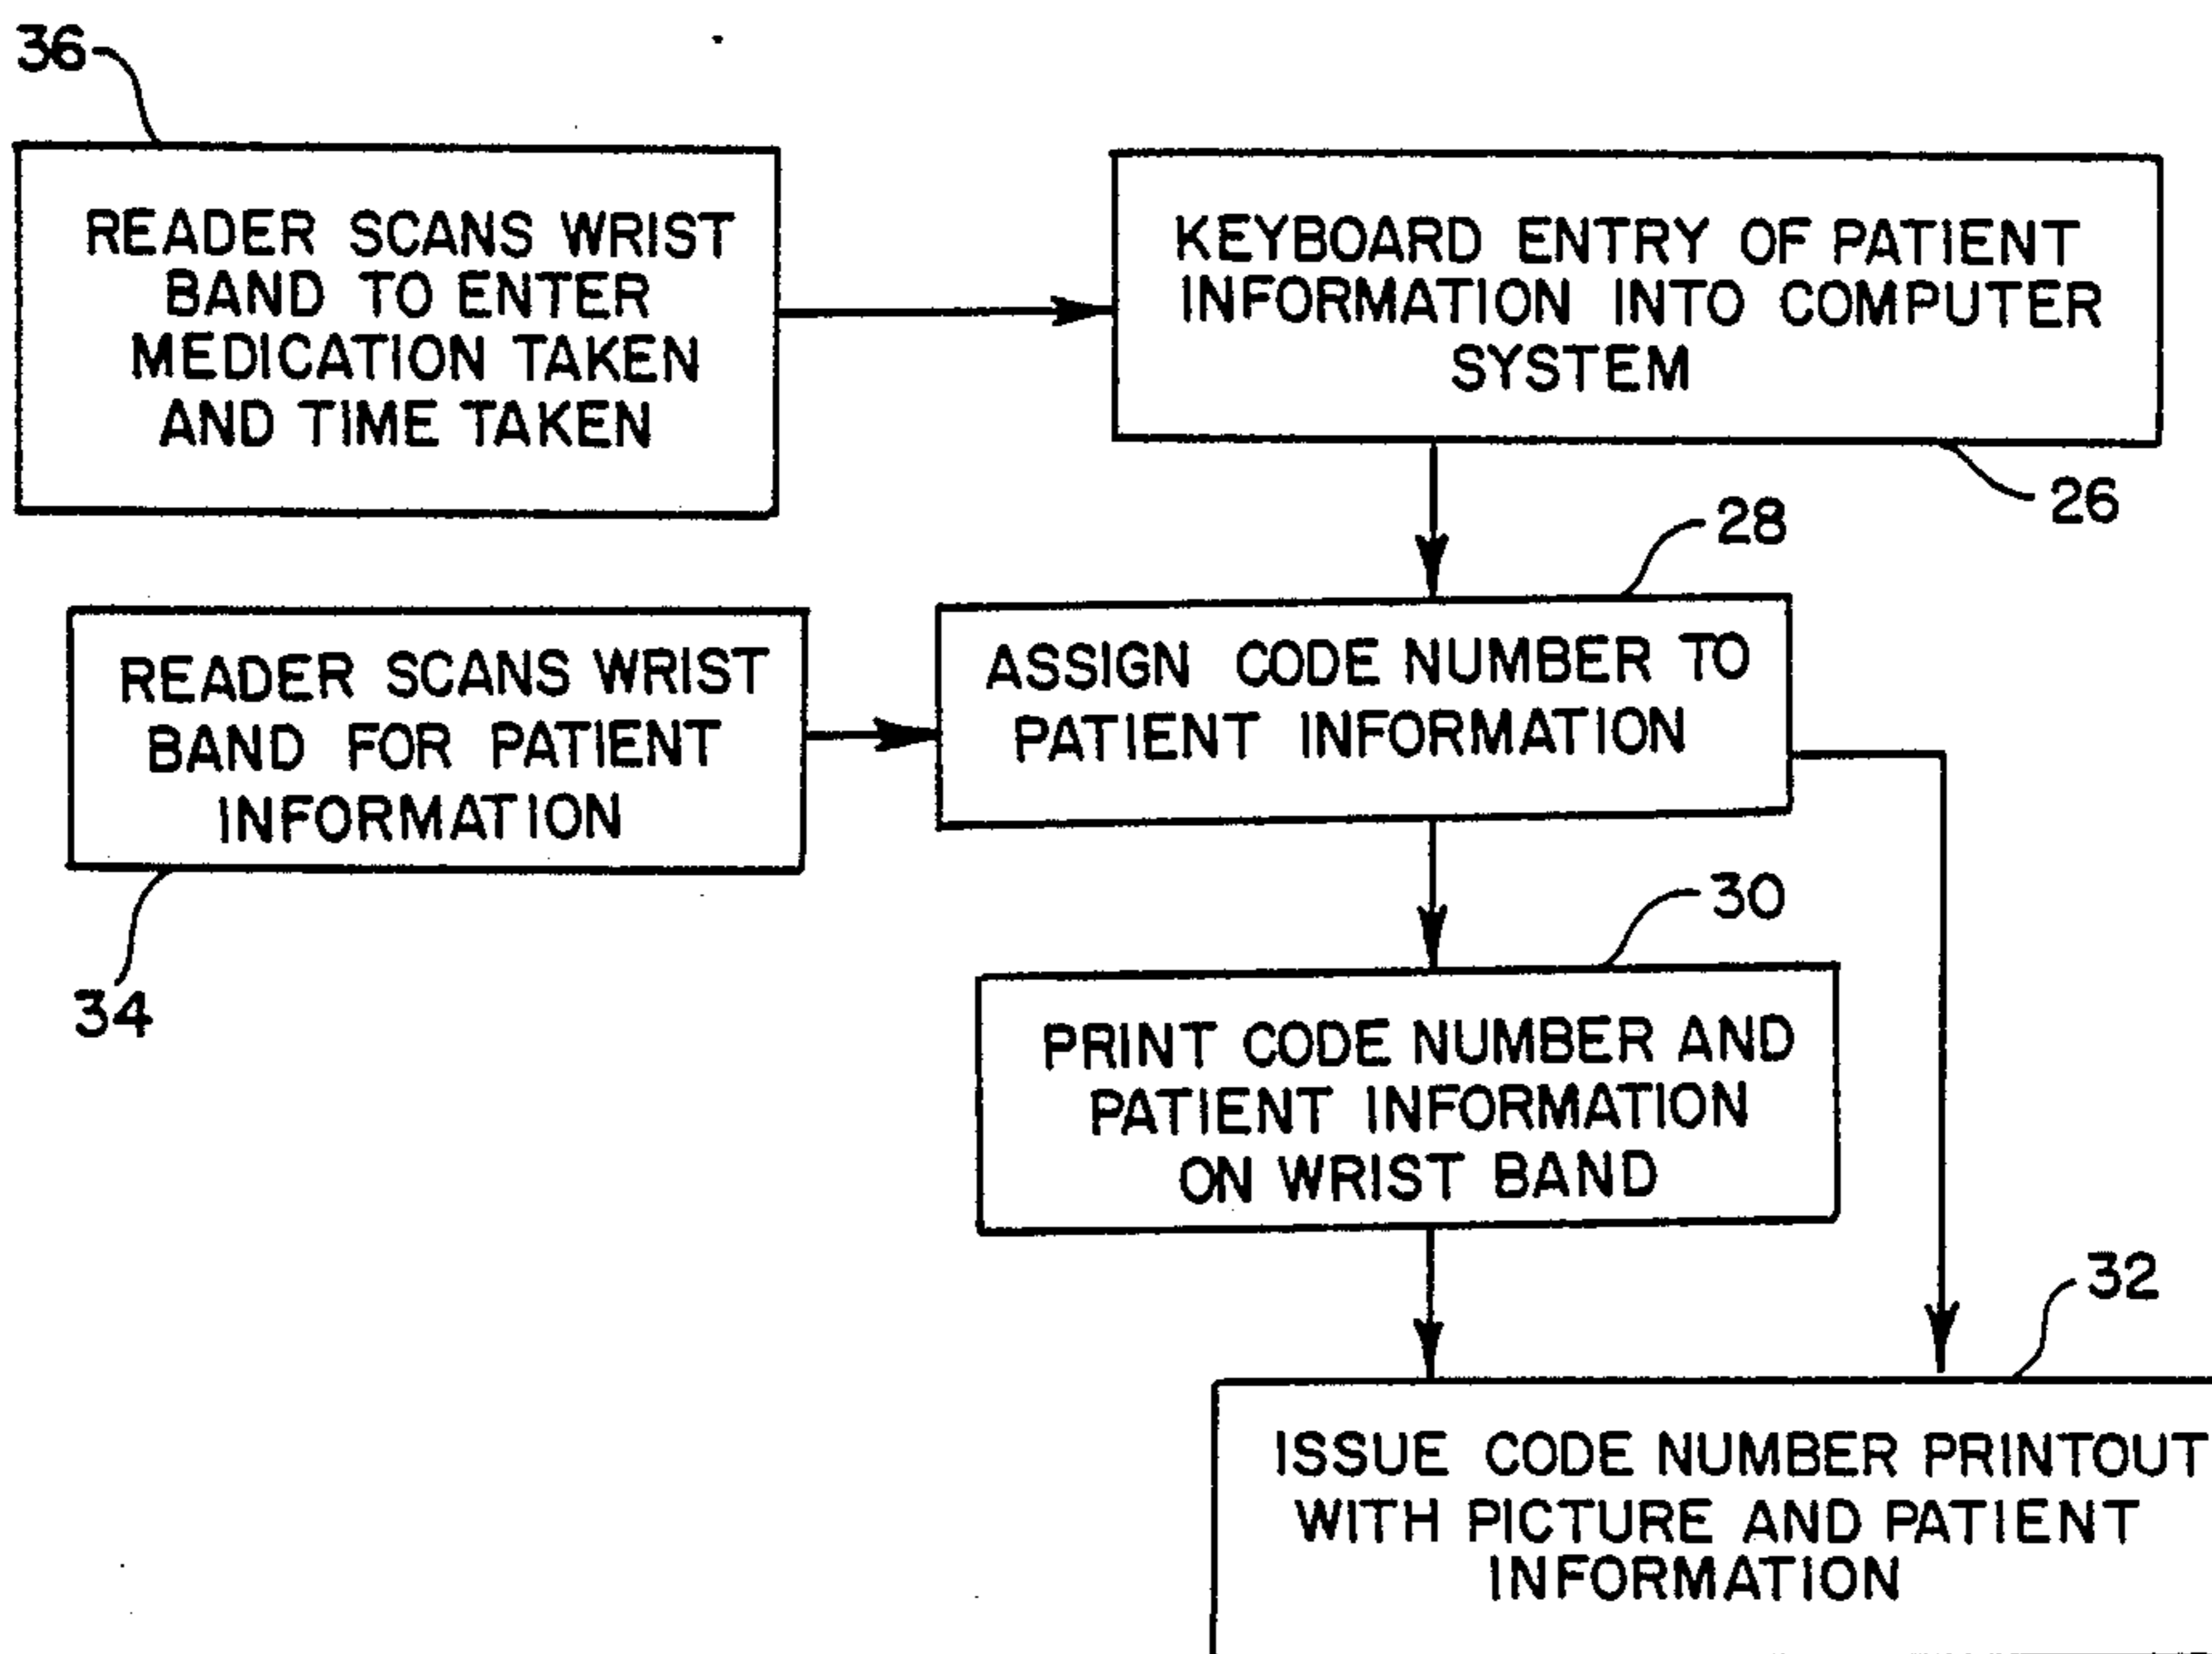 36
READER SCANS WRIST
BAND TO ENTER
MEDICATION TAKEN
AND TIME TAKEN
KEYBOARD ENTRY OF PATIENT
INFORMATION INTO COMPUTER
SYSTEM
26
28
READER SCANS WRIST
BAND FOR PATIENT
INFORMATION
34
ASSIGN CODE NUMBER TO
PATIENT INFORMATION
30
PRINT CODE NUMBER AND
PATIENT INFORMATION
ON WRIST BAND
32
ISSUE CODE NUMBER PRINTOUT
WITH PICTURE AND PATIENT
INFORMATION